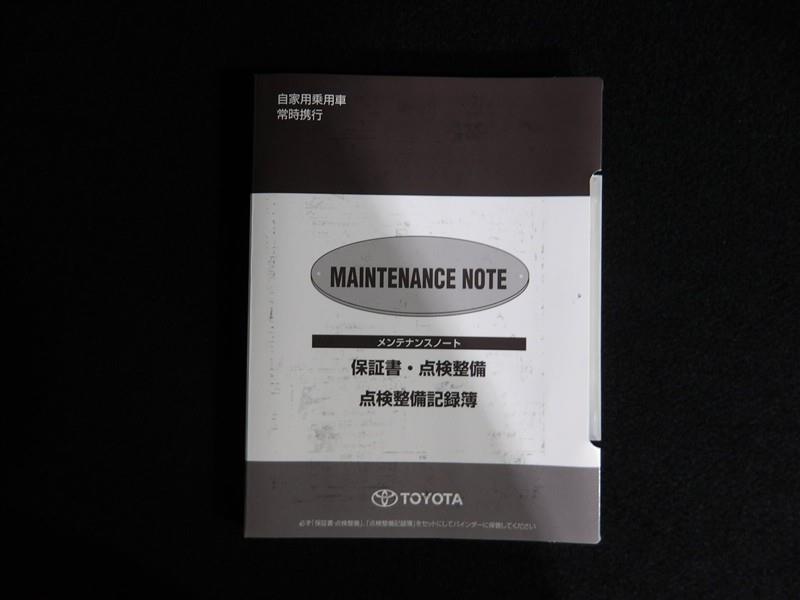 自家用乗用車
常時携行
MAINTENANCE NOTE
メンテナンスノート
保証書・点検整備
点検整備記録簿
TOYOTA
必ず「保証書・点検整備」、「点検整備記録簿」をセットにしてバインダーに保管してください